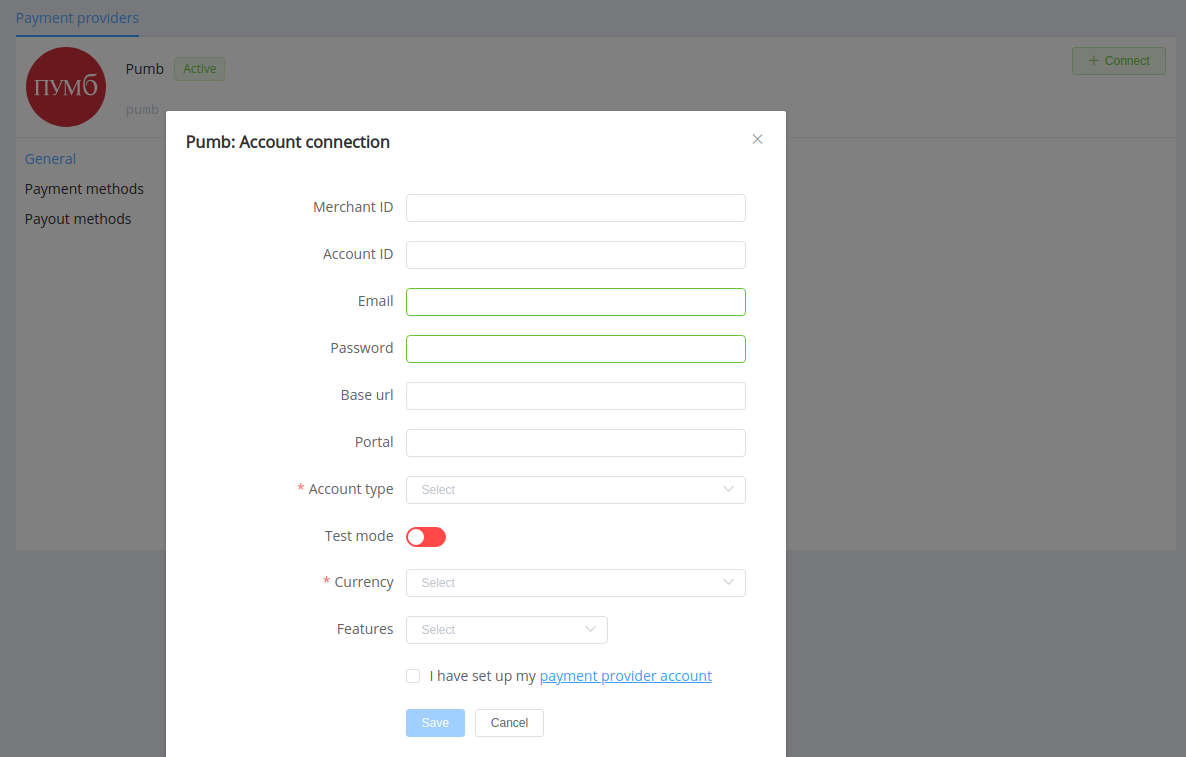 Payment providers
ПУМБ
Pumb Active
+ Connect
pumb
General
Payment methods
Payout methods
Pumb: Account connection
Merchant ID
Account ID
Email
Password
Base url
Portal
* Account type Select
Test mode
* Currency Select
Features Select
I have set up my payment provider account
Save Cancel